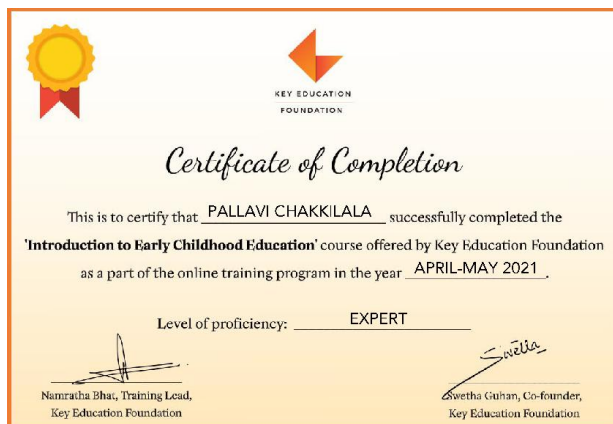 KEY EDUCATION
FOUNDATION
Certificate of Completion
This is to certify that PALLAVI CHAKKILALA successfully completed the
'Introduction to Early Childhood Education' course offered by Key Education Foundation
as a part of the online training program in the year APRIL-MAY 2021.
Level of proficiency: EXPERT
Swetha
Namratha Bhat, Training Lead,
Key Education Foundation
Swetha Guhan, Co-founder,
Key Education Foundation